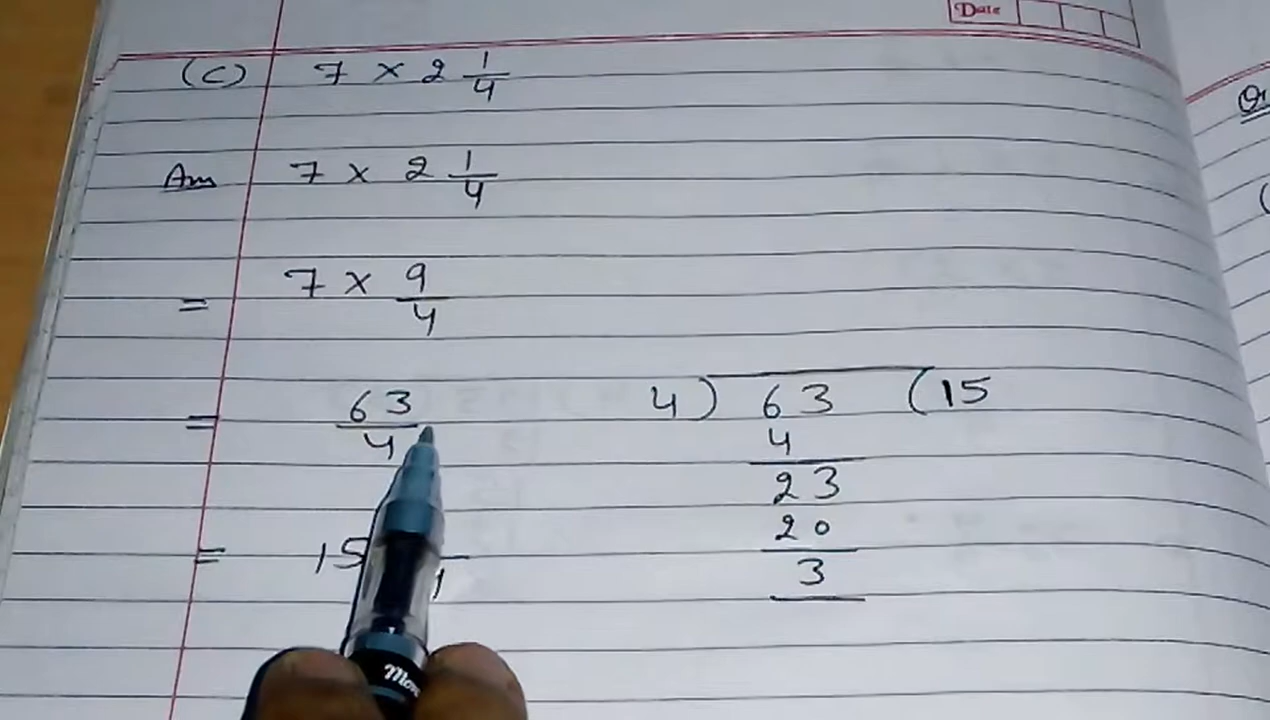 Date
(C) 7 × 2 1/4
Ans 7 × 2 1/4
= 7 × 9/4
= 63/4
4) 63 (15
4
23
20
3
= 15